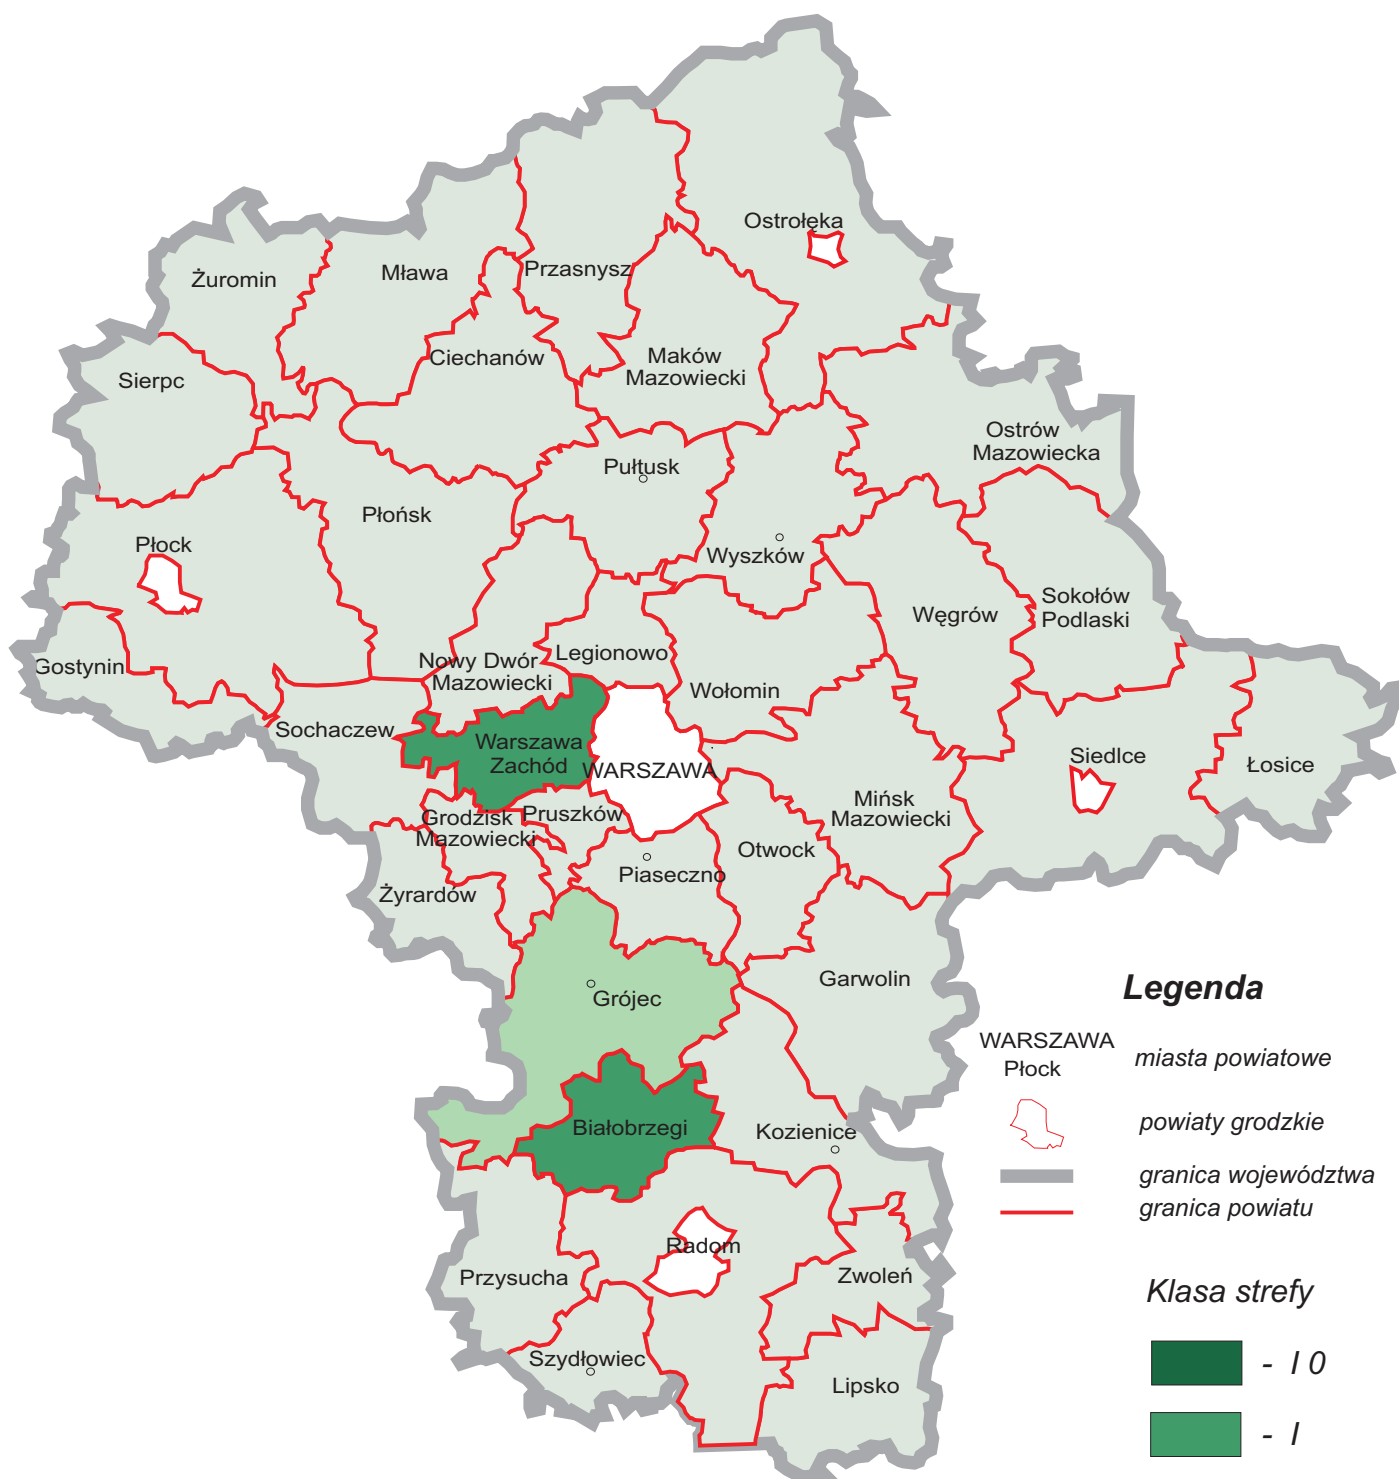 Ostrołęka
Żuromin
Mława
Przasnysz
Sierpc
Ciechanów
Maków
Mazowiecki
Ostrów
Mazowiecka
Pułtusk
Płońsk
Płock
Wyszków
Węgrów
Sokołów
Podlaski
Gostynin
Nowy Dwór
Mazowiecki
Legionowo
Wołomin
Sochaczew
Warszawa
Zachód
WARSZAWA
Siedlce
Łosice
Grodzisk
Mazowiecki
Pruszków
Mińsk
Mazowiecki
Otwock
Piaseczno
Żyrardów
Garwolin
Grójec
Białobrzegi
Kozienice
Radom
Przysucha
Zwoleń
Szydłowiec
Lipsko
Legenda
WARSZAWA
Płock
miasta powiatowe
powiaty grodzkie
granica województwa
granica powiatu
Klasa strefy
- I 0
- I